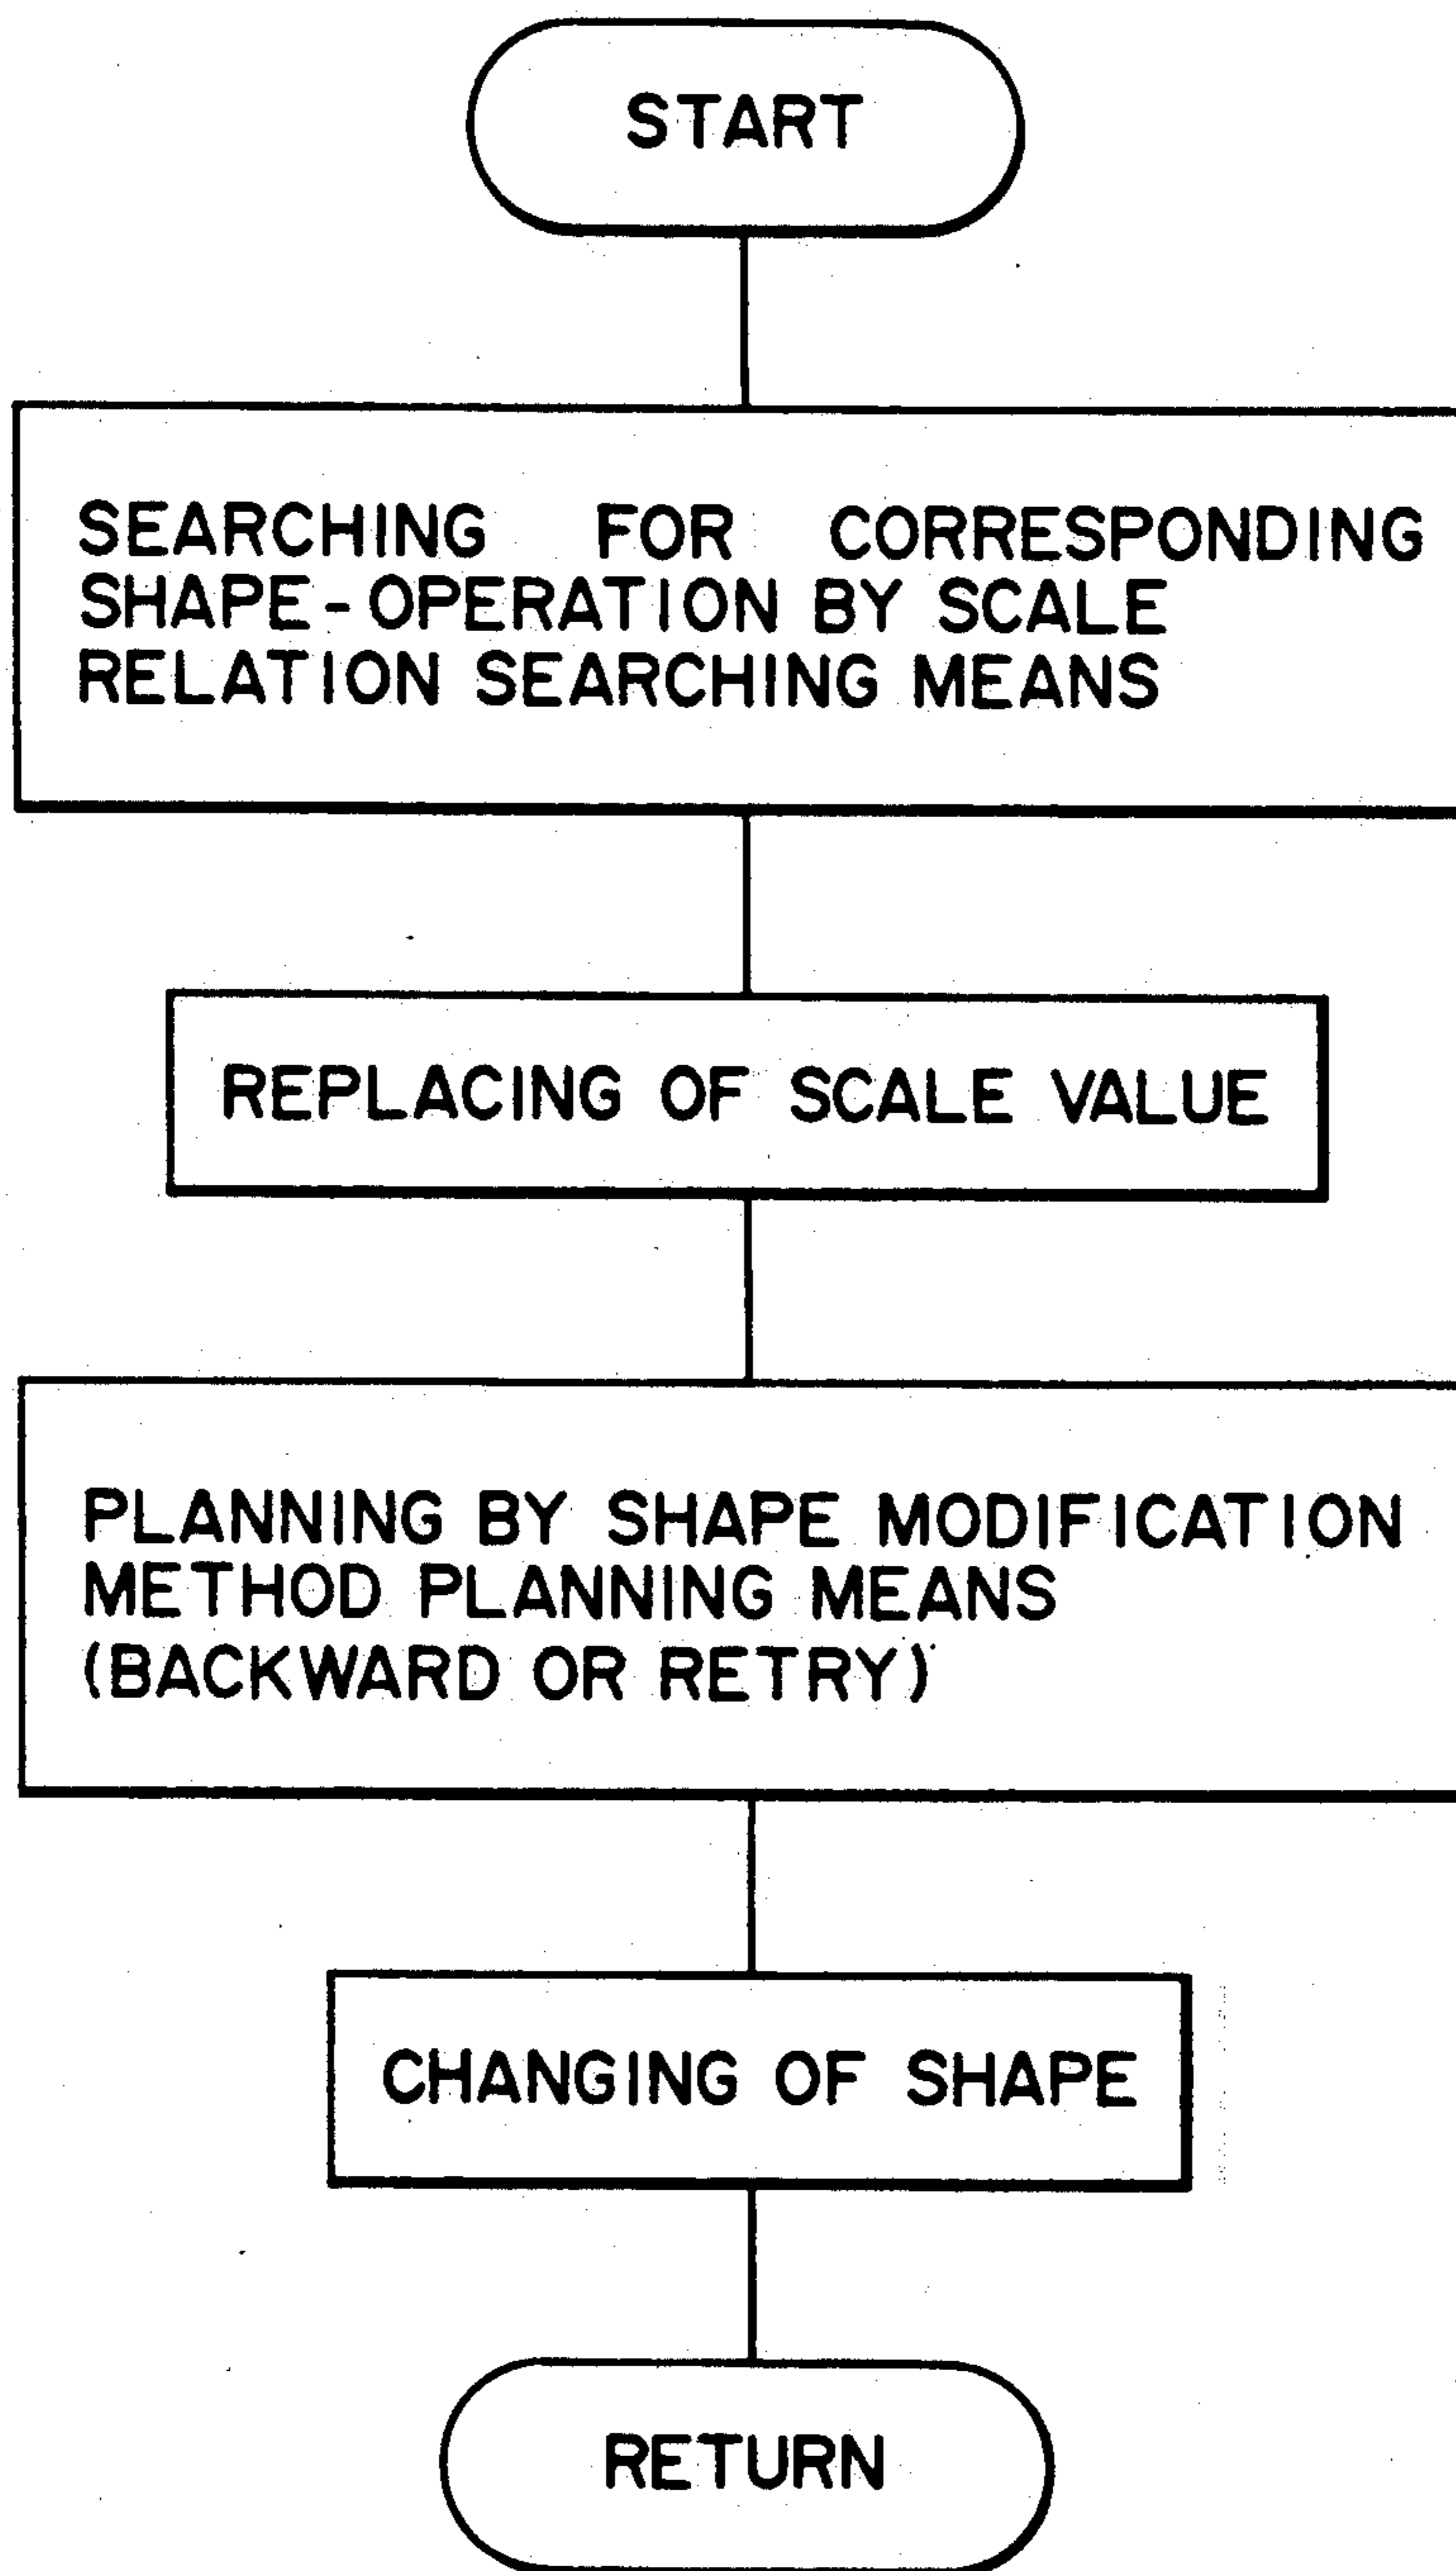 START
SEARCHING FOR CORRESPONDING
SHAPE-OPERATION BY SCALE
RELATION SEARCHING MEANS
REPLACING OF SCALE VALUE
PLANNING BY SHAPE MODIFICATION
METHOD PLANNING MEANS
(BACKWARD OR RETRY)
CHANGING OF SHAPE
RETURN